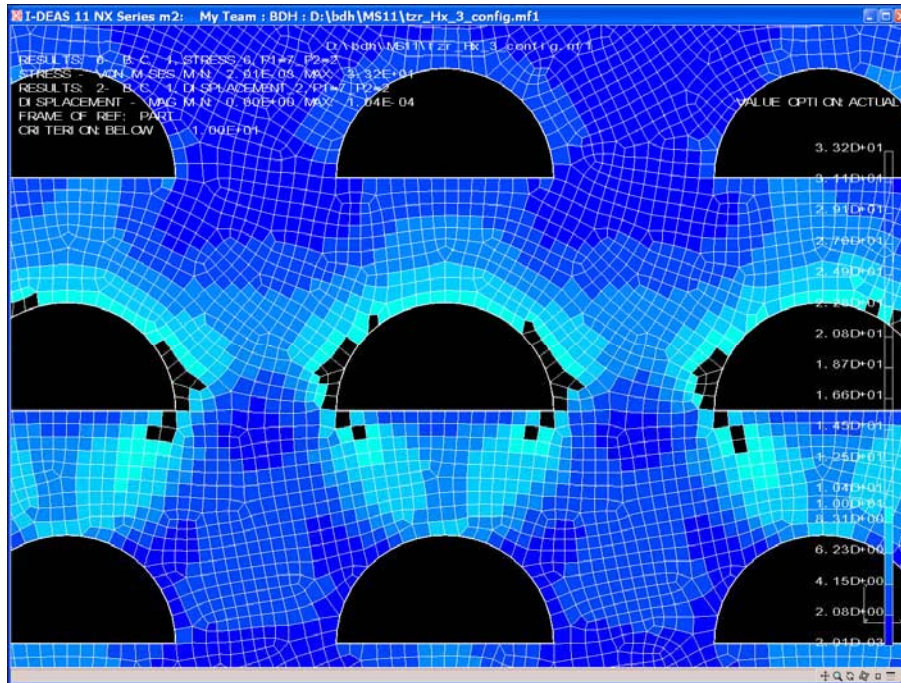 I-DEAS 11 NX Series m2:   My Team : BDH : D:\bdh\MS11\tzr_Hx_3_config.mf1
D:\bdh\MS11\tzr_Hx_3_config.mf1
RESULTS: 6- B.C. 1,STRESS_6,P1=7 P2=2
STRESS - VON MISES MIN: 2.01E-03 MAX: 3.32E+01
RESULTS: 2- B.C. 1,DISPLACEMENT_2,P1=7 P2=2
DISPLACEMENT - MAG MIN: 0.00E+00 MAX: 1.04E-04
VALUE OPTION:ACTUAL
FRAME OF REF: PART
CRITERION:BELOW : 1.00E+01
3.32D+01
3.11D+01
2.91D+01
2.70D+01
2.49D+01
2.28D+01
2.08D+01
1.87D+01
1.66D+01
1.45D+01
1.25D+01
1.04D+01
1.00D+01
8.31D+00
6.23D+00
4.15D+00
2.08D+00
2.01D-03